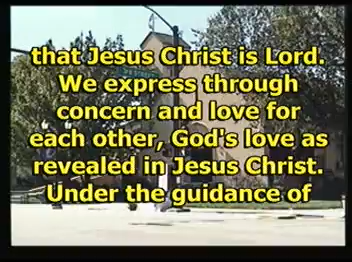 that Jesus Christ is Lord.
We express through
concern and love for
each other, God's love as
revealed in Jesus Christ.
Under the guidance of